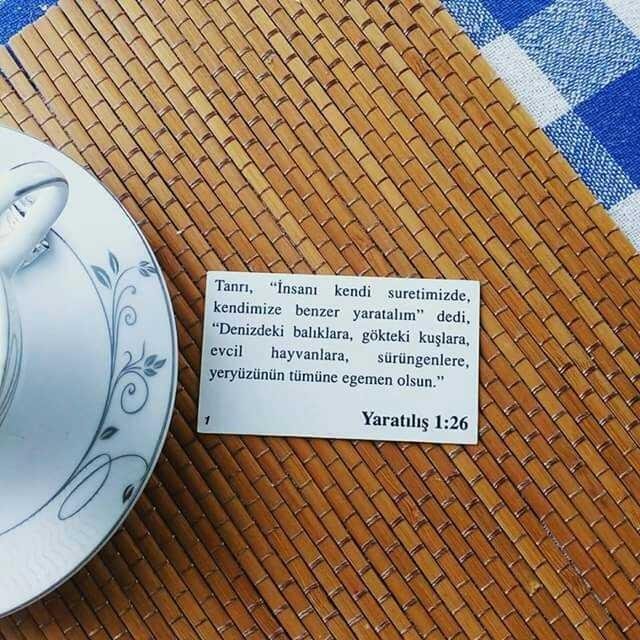 Tanrı, “İnsanı kendi suretimizde,
kendimize benzer yaratalım” dedi,
“Denizdeki balıklara, gökteki kuşlara,
evcil hayvanlara, sürüngenlere,
yeryüzünün tümüne egemen olsun.”
Yaratılış 1:26
1